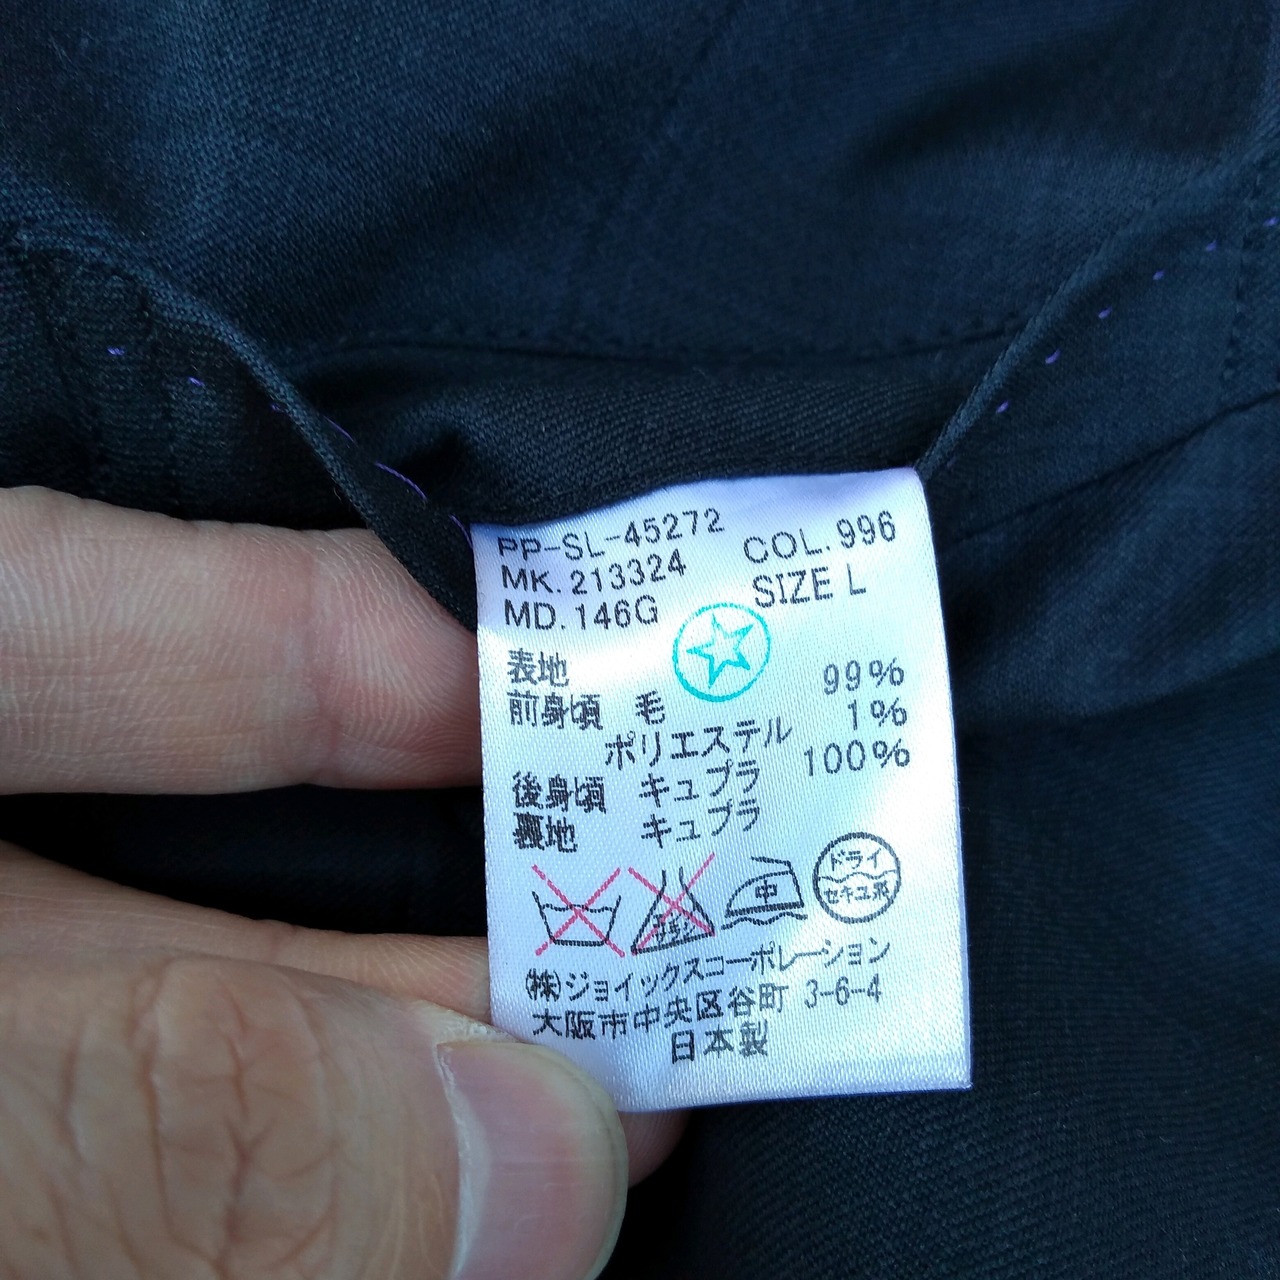 PP-SL-45272 COL.996
MK.213324 SIZE L
MD.146G
表地
前身頃 毛 99%
ポリエステル 1%
後身頃 キュプラ 100%
裏地 キュプラ
中
ドライ
セキユ系
(株)ジョイックスコーポレーション
大阪市中央区谷町 3-6-4
日本製